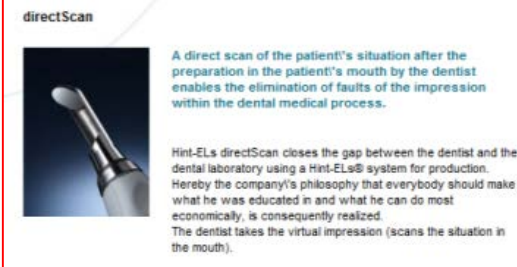 directScan
A direct scan of the patient\'s situation after the
preparation in the patient\'s mouth by the dentist
enables the elimination of faults of the impression
within the dental medical process.
Hint-ELs directScan closes the gap between the dentist and the
dental laboratory using a Hint-ELs® system for production.
Hereby the company\'s philosophy that everybody should make
what he was educated in and what he can do most
economically, is consequently realized.
The dentist takes the virtual impression (scans the situation in
the mouth).